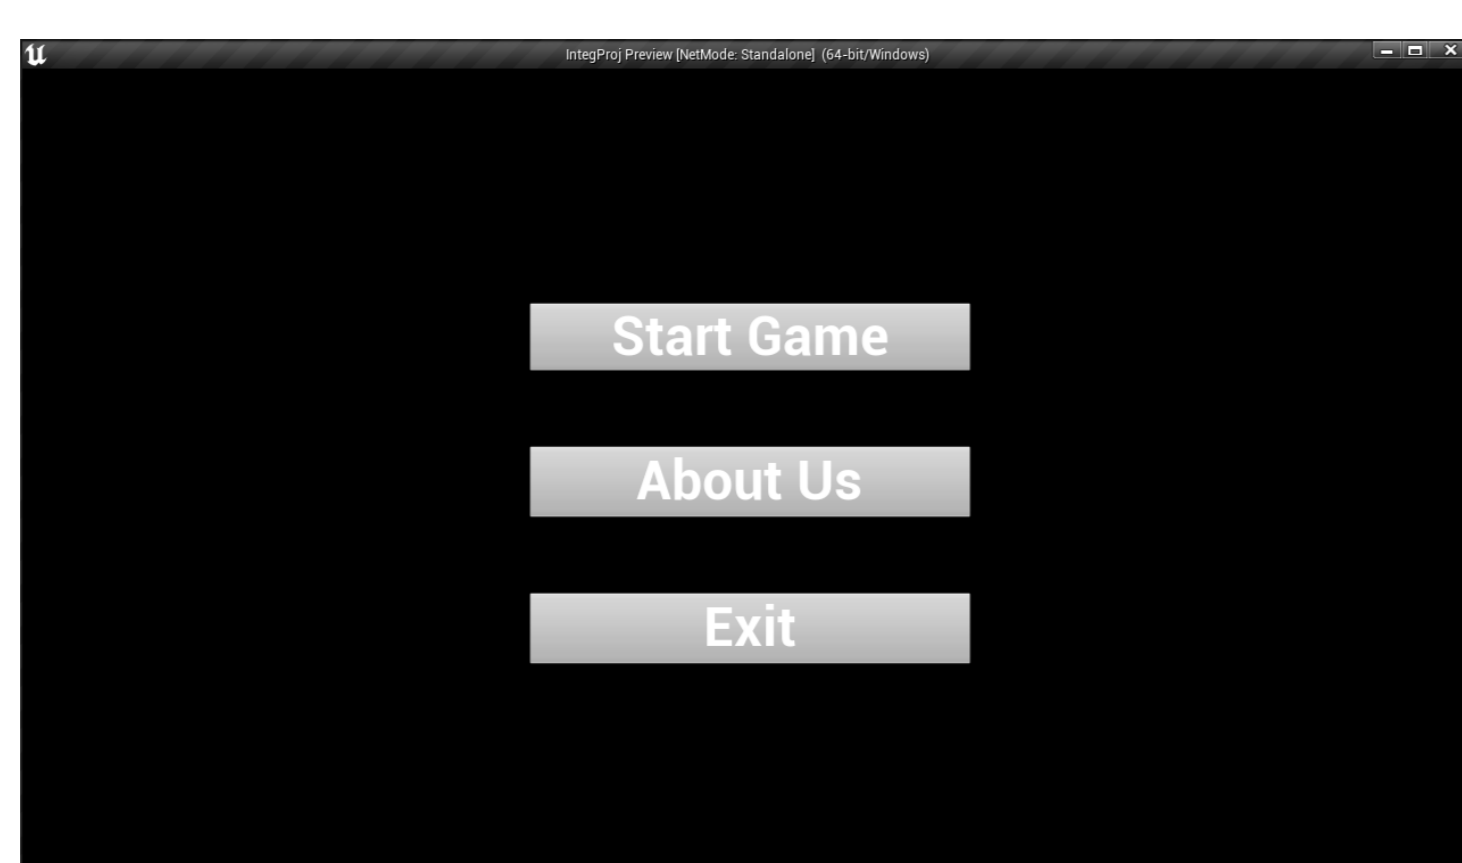 IntegProj Preview [NetMode: Standalone] (64-bit/Windows)
Start Game
About Us
Exit